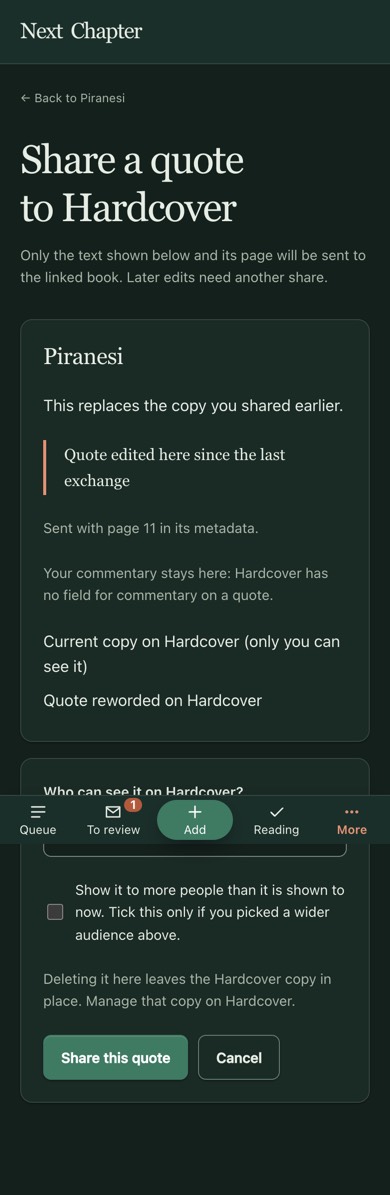 Next Chapter
← Back to Piranesi
Share a quote
to Hardcover
Only the text shown below and its page will be sent to
the linked book. Later edits need another share.
Piranesi
This replaces the copy you shared earlier.
Quote edited here since the last
exchange
Sent with page 11 in its metadata.
Your commentary stays here: Hardcover has
no field for commentary on a quote.
Current copy on Hardcover (only you can
see it)
Quote reworded on Hardcover
Who can see it on Hardcover?
1
Queue
To review
Add
Reading
More
Show it to more people than it is shown to
now. Tick this only if you picked a wider
audience above.
Deleting it here leaves the Hardcover copy in
place. Manage that copy on Hardcover.
Share this quote
Cancel